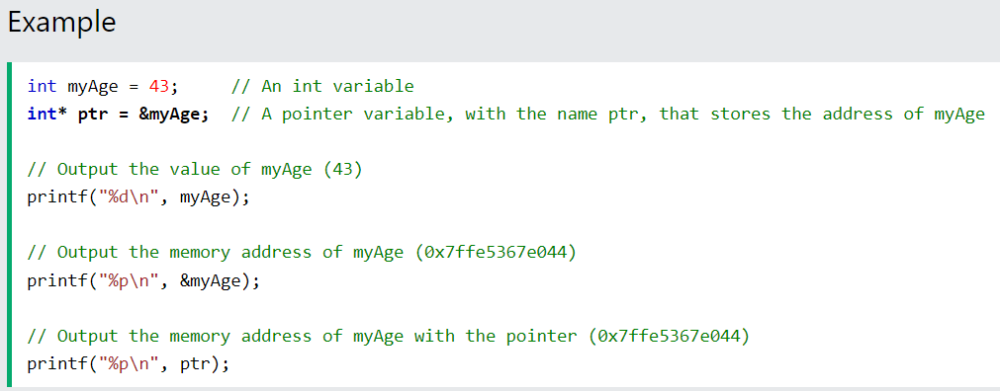 Example
int myAge = 43;     // An int variable
int* ptr = &myAge;  // A pointer variable, with the name ptr, that stores the address of myAge
// Output the value of myAge (43)
printf("%d\n", myAge);
// Output the memory address of myAge (0x7ffe5367e044)
printf("%p\n", &myAge);
// Output the memory address of myAge with the pointer (0x7ffe5367e044)
printf("%p\n", ptr);